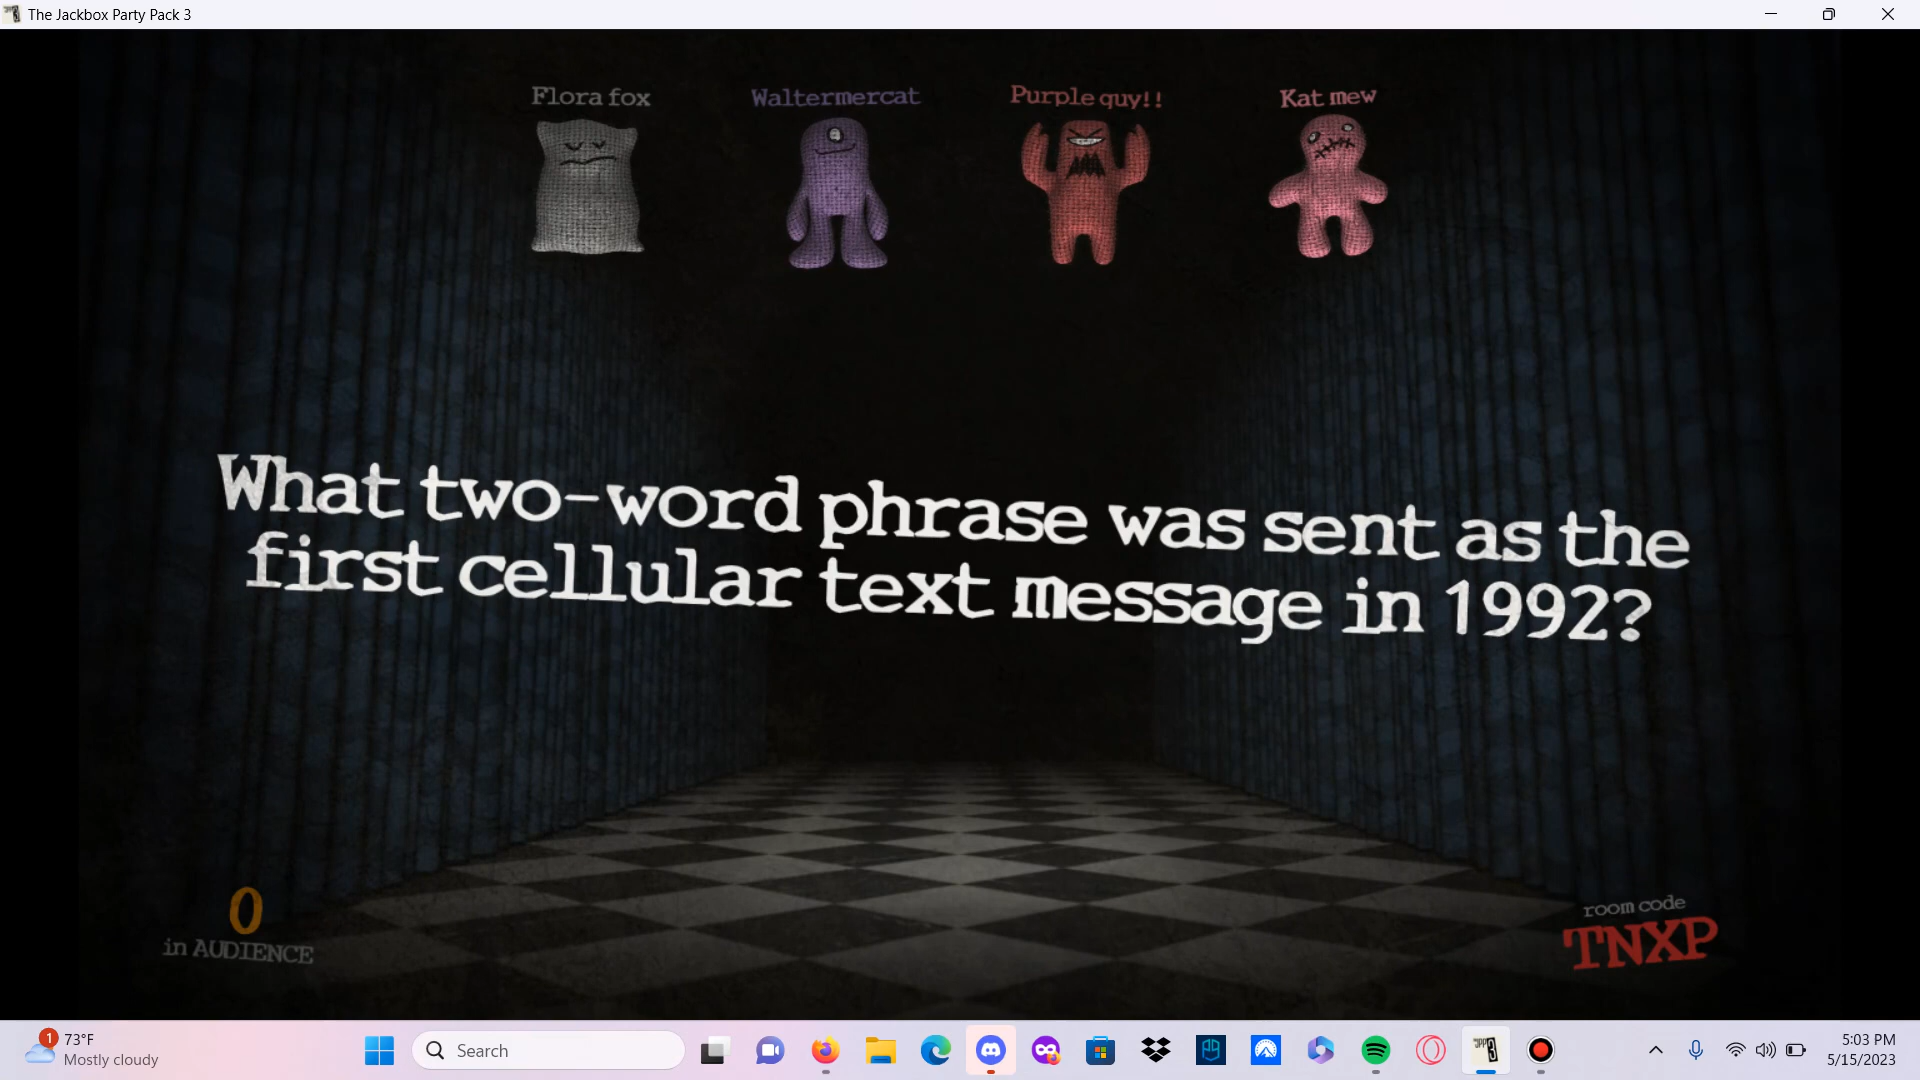 The Jackbox Party Pack 3
Flora fox
Waltermercat
Purple guy!!
Kat mew
What two-word phrase was sent as the
first cellular text message in 1992?
0
in AUDIENCE
room code
TNXP
1
73°F
Mostly cloudy
Search
5:03 PM
5/15/2023